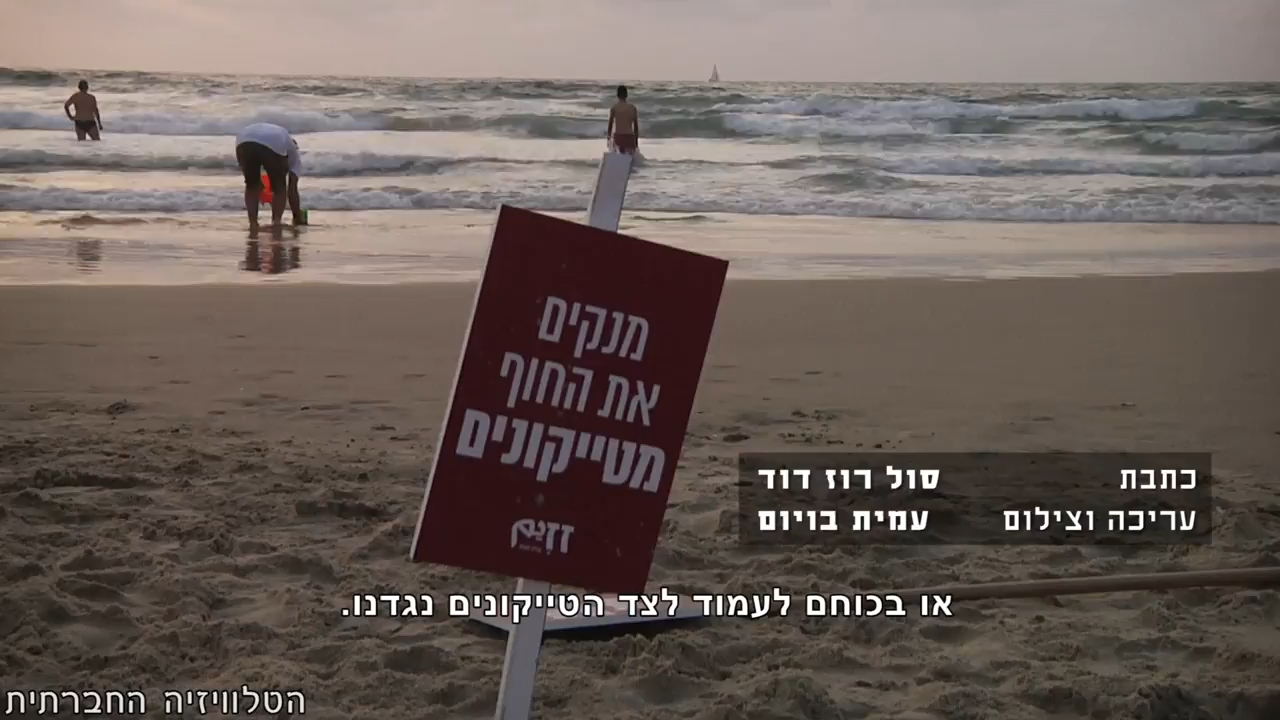 מנקים
את החוף
מטייקונים
זזים
כתבת סול רוז דוד
עריכה וצילום עמית בויום
או בכוחם לעמוד לצד הטייקונים נגדנו.
הטלוויזיה החברתית